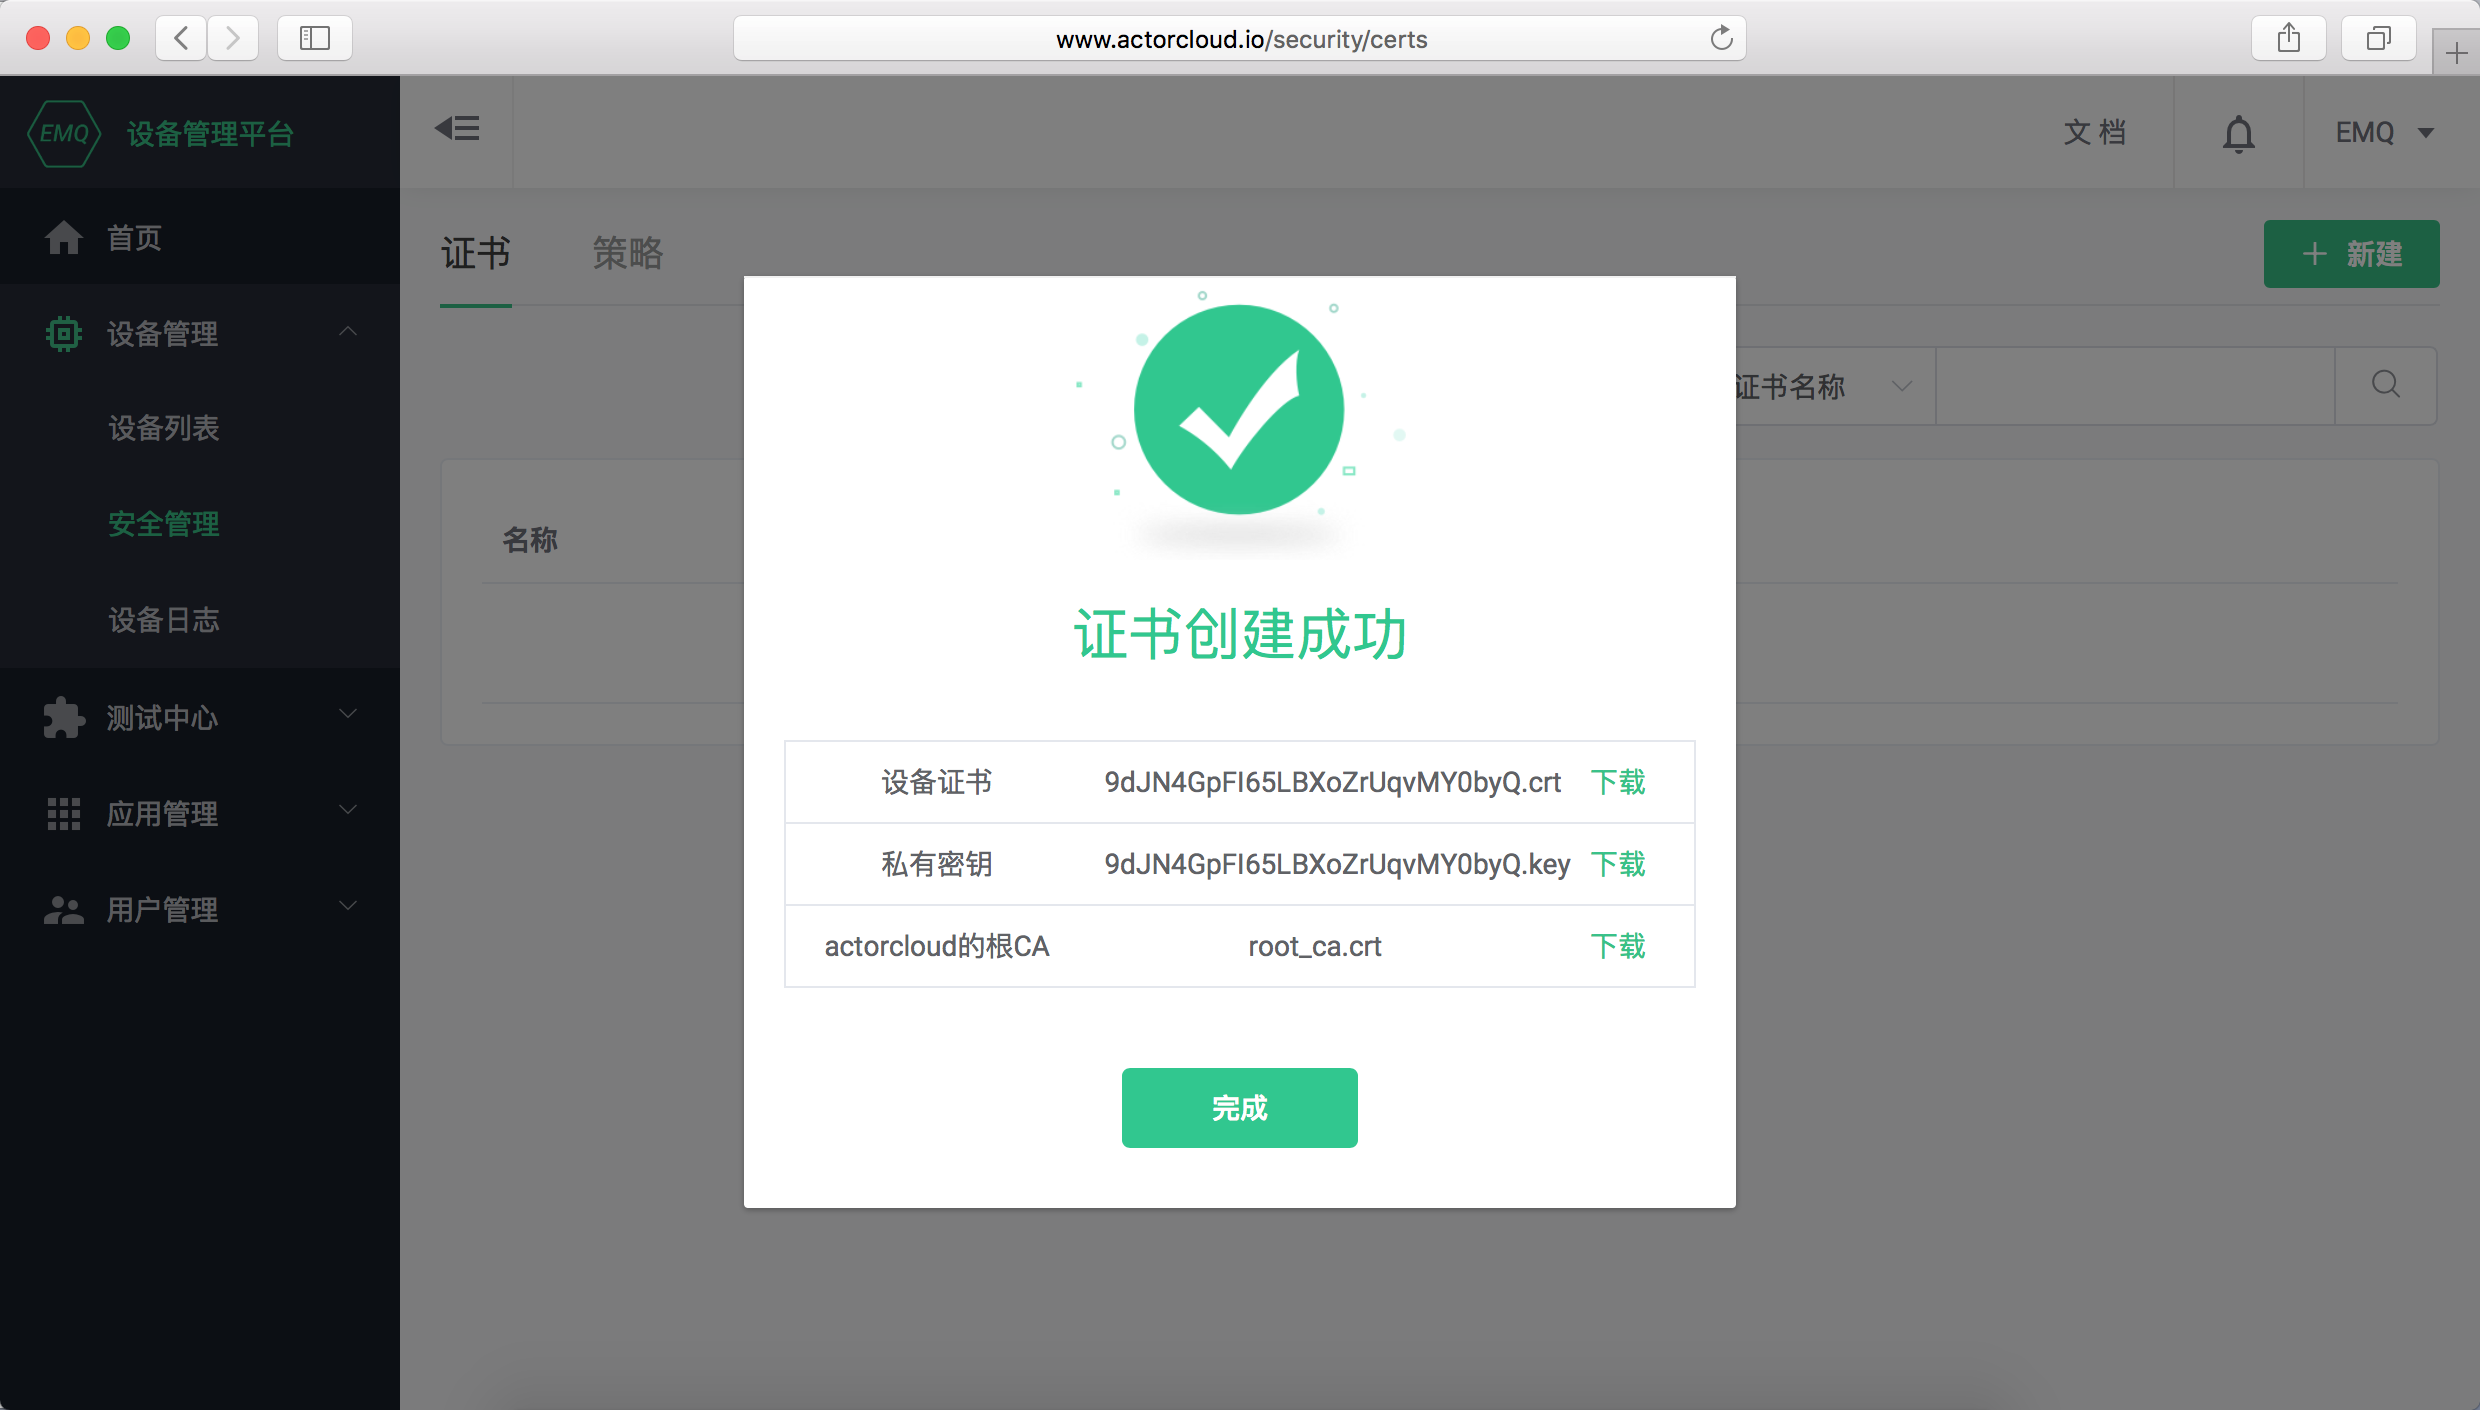 www.actorcloud.io/security/certs
EMQ 设备管理平台
文档
EMQ
首页
设备管理
设备列表
安全管理
设备日志
测试中心
应用管理
用户管理
证书 策略
+ 新建
证书名称
名称
证书创建成功
设备证书 9dJN4GpFI65LBXoZrUqvMY0byQ.crt 下载
私有密钥 9dJN4GpFI65LBXoZrUqvMY0byQ.key 下载
actorcloud的根CA root_ca.crt 下载
完成